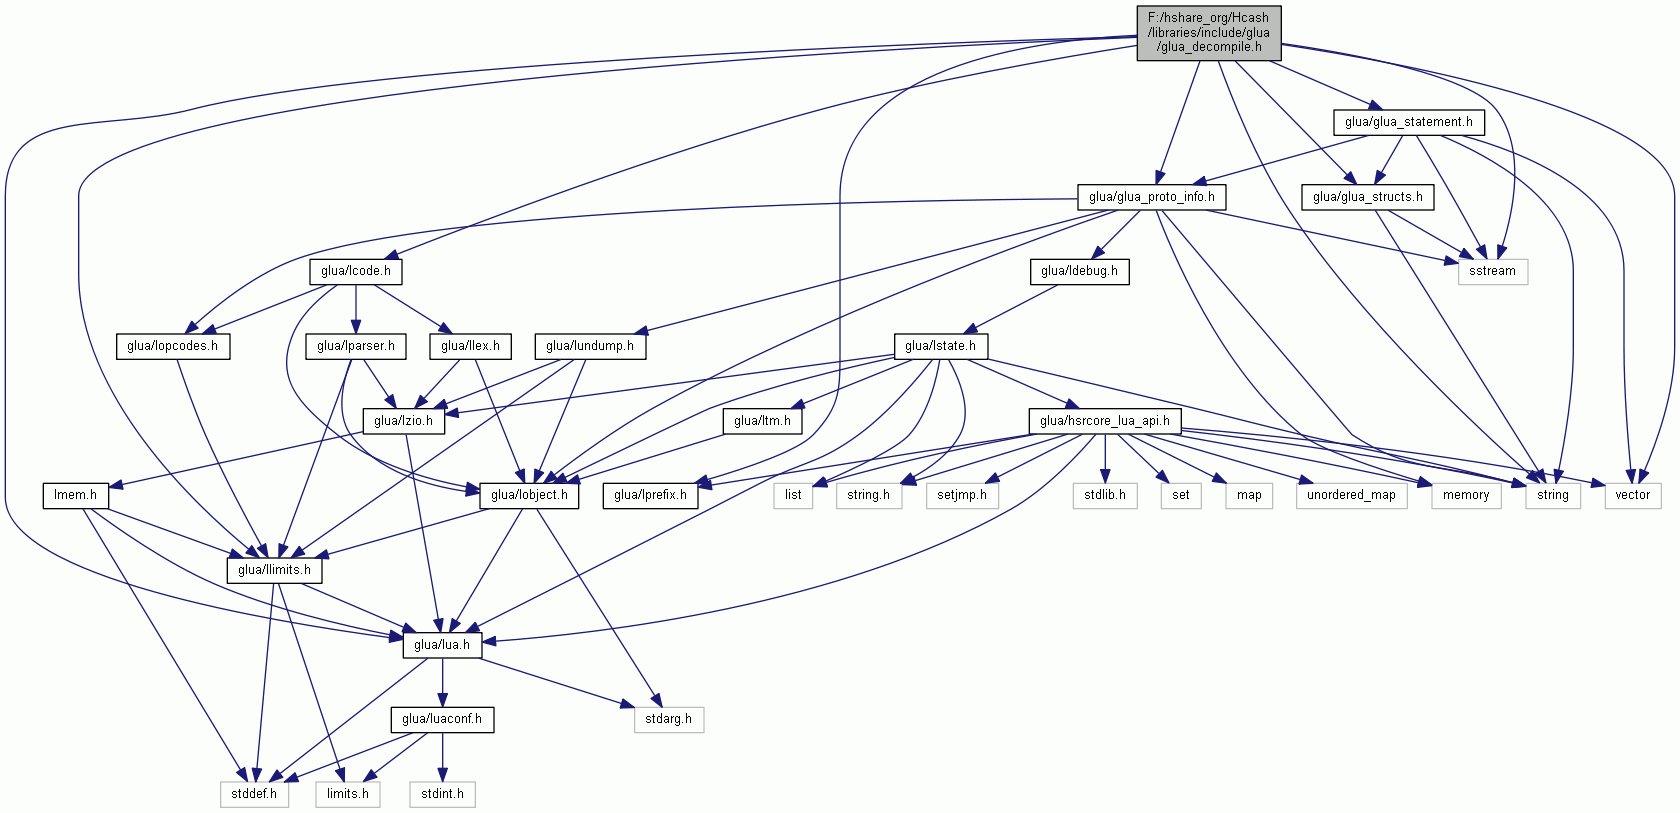 F:/hshare_org/Hcash
/libraries/include/glua
/glua_decompile.h
glua/glua_statement.h
glua/glua_proto_info.h
glua/glua_structs.h
glua/lcode.h
glua/ldebug.h
sstream
glua/lopcodes.h
glua/lparser.h
glua/llex.h
glua/lundump.h
glua/lstate.h
glua/lzio.h
glua/ltm.h
glua/hsrcore_lua_api.h
lmem.h
glua/lobject.h
glua/lprefix.h
list
string.h
setjmp.h
stdlib.h
set
map
unordered_map
memory
string
vector
glua/llimits.h
glua/lua.h
glua/luaconf.h
stdarg.h
stddef.h
limits.h
stdint.h